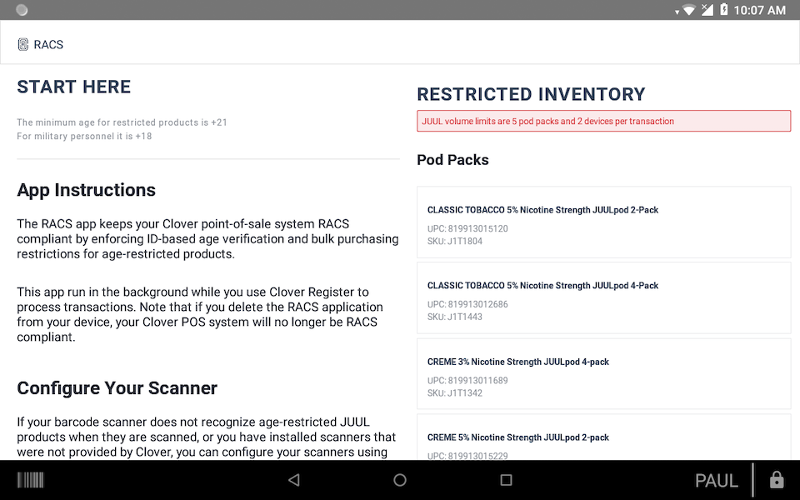 10:07 AM
RACS
START HERE
The minimum age for restricted products is +21
For military personnel it is +18
App Instructions
The RACS app keeps your Clover point-of-sale system RACS
compliant by enforcing ID-based age verification and bulk purchasing
restrictions for age-restricted products.
This app run in the background while you use Clover Register to
process transactions. Note that if you delete the RACS application
from your device, your Clover POS system will no longer be RACS
compliant.
Configure Your Scanner
If your barcode scanner does not recognize age-restricted JUUL
products when they are scanned, or you have installed scanners that
were not provided by Clover, you can configure your scanners using
RESTRICTED INVENTORY
JUUL volume limits are 5 pod packs and 2 devices per transaction
Pod Packs
CLASSIC TOBACCO 5% Nicotine Strength JUULpod 2-Pack
UPC: 819913015120
SKU: J1T1804
CLASSIC TOBACCO 5% Nicotine Strength JUULpod 4-Pack
UPC: 819913012686
SKU: J1T1443
CREME 3% Nicotine Strength JUULpod 4-pack
UPC: 819913011689
SKU: J1T1342
CREME 5% Nicotine Strength JUULpod 2-pack
UPC: 819913015229
PAUL